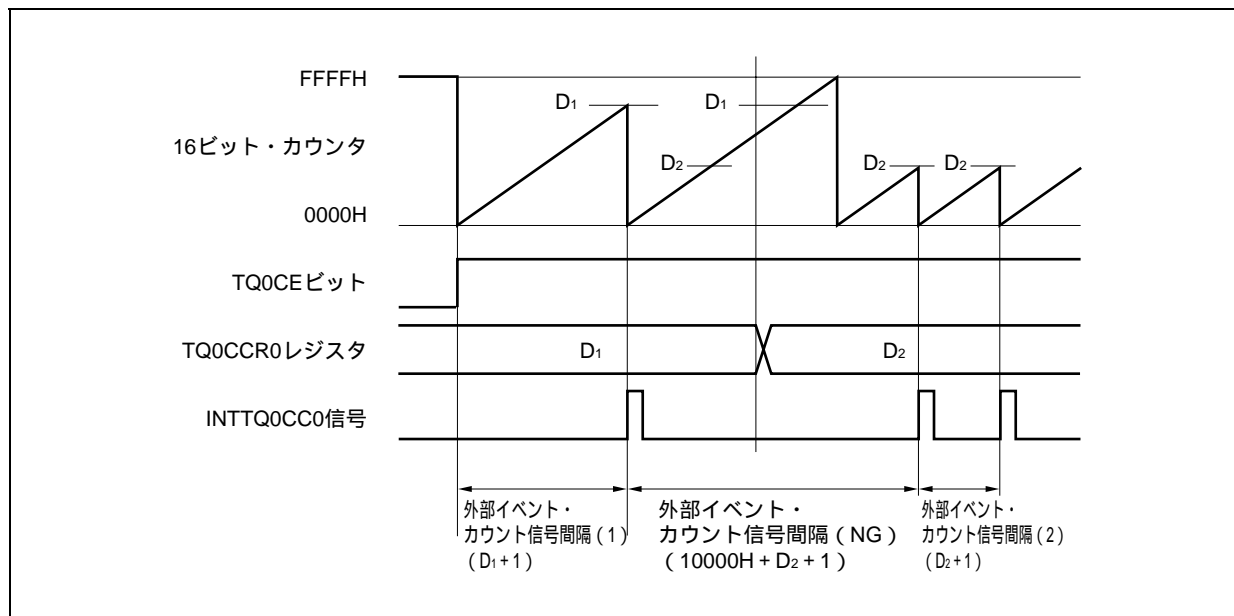 FFFFH
D1
D1
16ビット・カウンタ
D2
D2
D2
0000H
TQ0CEビット
TQ0CCR0レジスタ
D1
D2
INTTQ0CC0信号
外部イベント・
カウント信号間隔(1)
(D1+1)
外部イベント・
カウント信号間隔(NG)
(10000H+D2+1)
外部イベント・
カウント信号間隔(2)
(D2+1)